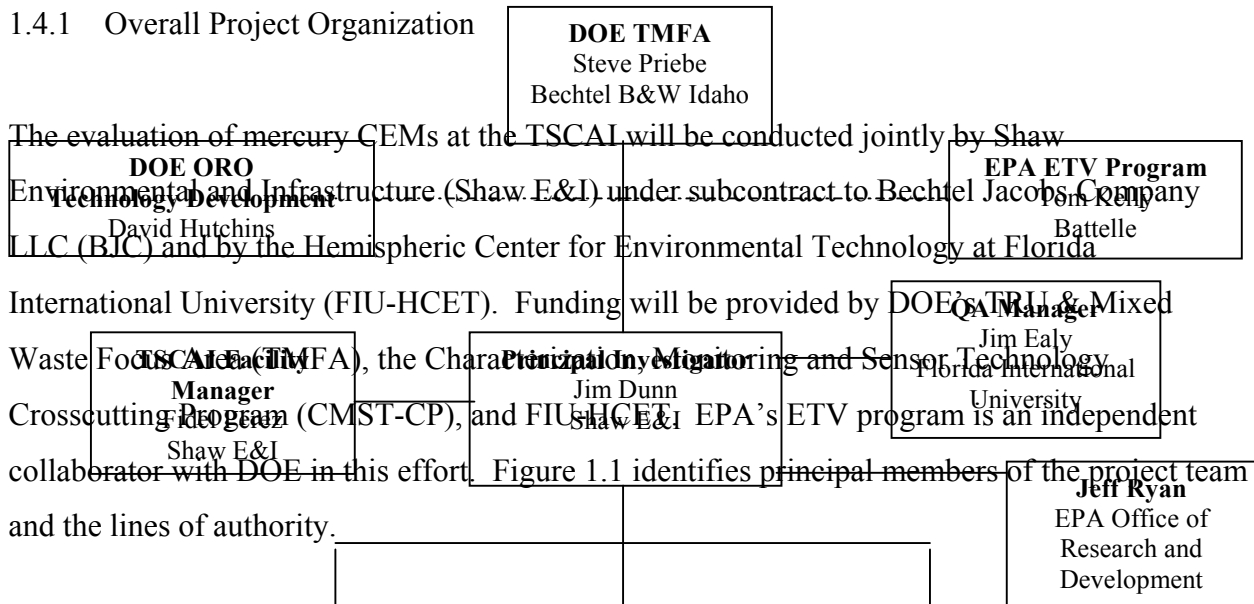 1.4.1 Overall Project Organization
DOE TMFA
Steve Priebe
Bechtel B&W Idaho
The evaluation of mercury CEMs at the TSCAI will be conducted jointly by Shaw
Environmental and Infrastructure (Shaw E&I) under subcontract to Bechtel Jacobs Company
LLC (BJC) and by the Hemispheric Center for Environmental Technology at Florida
International University (FIU-HCET). Funding will be provided by DOE's TRU & Mixed
Waste Focus Area (TMFA), the Characterization, Monitoring and Sensor Technology
Crosscutting Program (CMST-CP), and FIU-HCET. EPA's ETV program is an independent
collaborator with DOE in this effort. Figure 1.1 identifies principal members of the project team
and the lines of authority.
DOE ORO
Technology Development
David Hutchins
EPA ETV Program
Tom Kelly
Battelle
QA Manager
Jim Ealy
Florida International
University
TSCAI Facility
Manager
Fidel Perez
Shaw E&I
Principal Investigator
Jim Dunn
Shaw E&I
Jeff Ryan
EPA Office of
Research and
Development